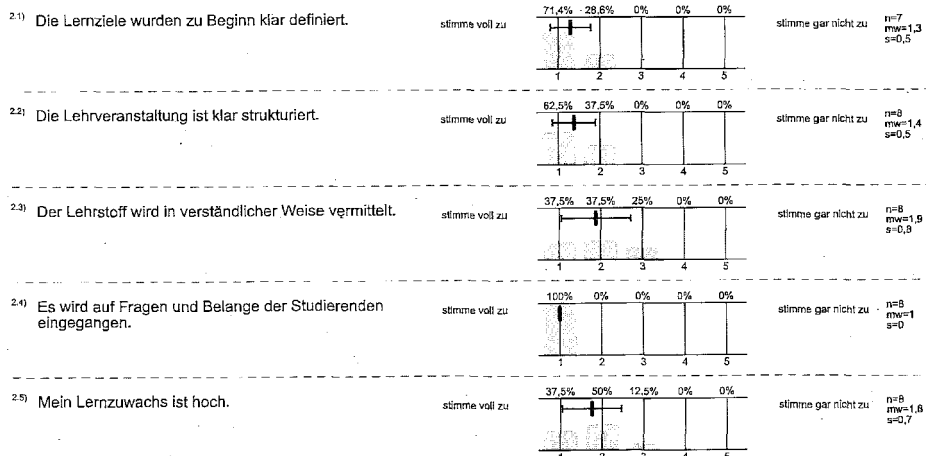 2.1) Die Lernziele wurden zu Beginn klar definiert.
stimme voll zu
71,4% 28,6% 0% 0% 0%
1 2 3 4 5
stimme gar nicht zu
n=7
mw=1,3
s=0,5
2.2) Die Lehrveranstaltung ist klar strukturiert.
stimme voll zu
62,5% 37,5% 0% 0% 0%
1 2 3 4 5
stimme gar nicht zu
n=8
mw=1,4
s=0,5
2.3) Der Lehrstoff wird in verständlicher Weise vermittelt.
stimme voll zu
37,5% 37,5% 25% 0% 0%
1 2 3 4 5
stimme gar nicht zu
n=8
mw=1,9
s=0,8
2.4) Es wird auf Fragen und Belange der Studierenden
eingegangen.
stimme voll zu
100% 0% 0% 0% 0%
1 2 3 4 5
stimme gar nicht zu
n=8
mw=1
s=0
2.5) Mein Lernzuwachs ist hoch.
stimme voll zu
37,5% 50% 12,5% 0% 0%
1 2 3 4 5
stimme gar nicht zu
n=8
mw=1,8
s=0,7